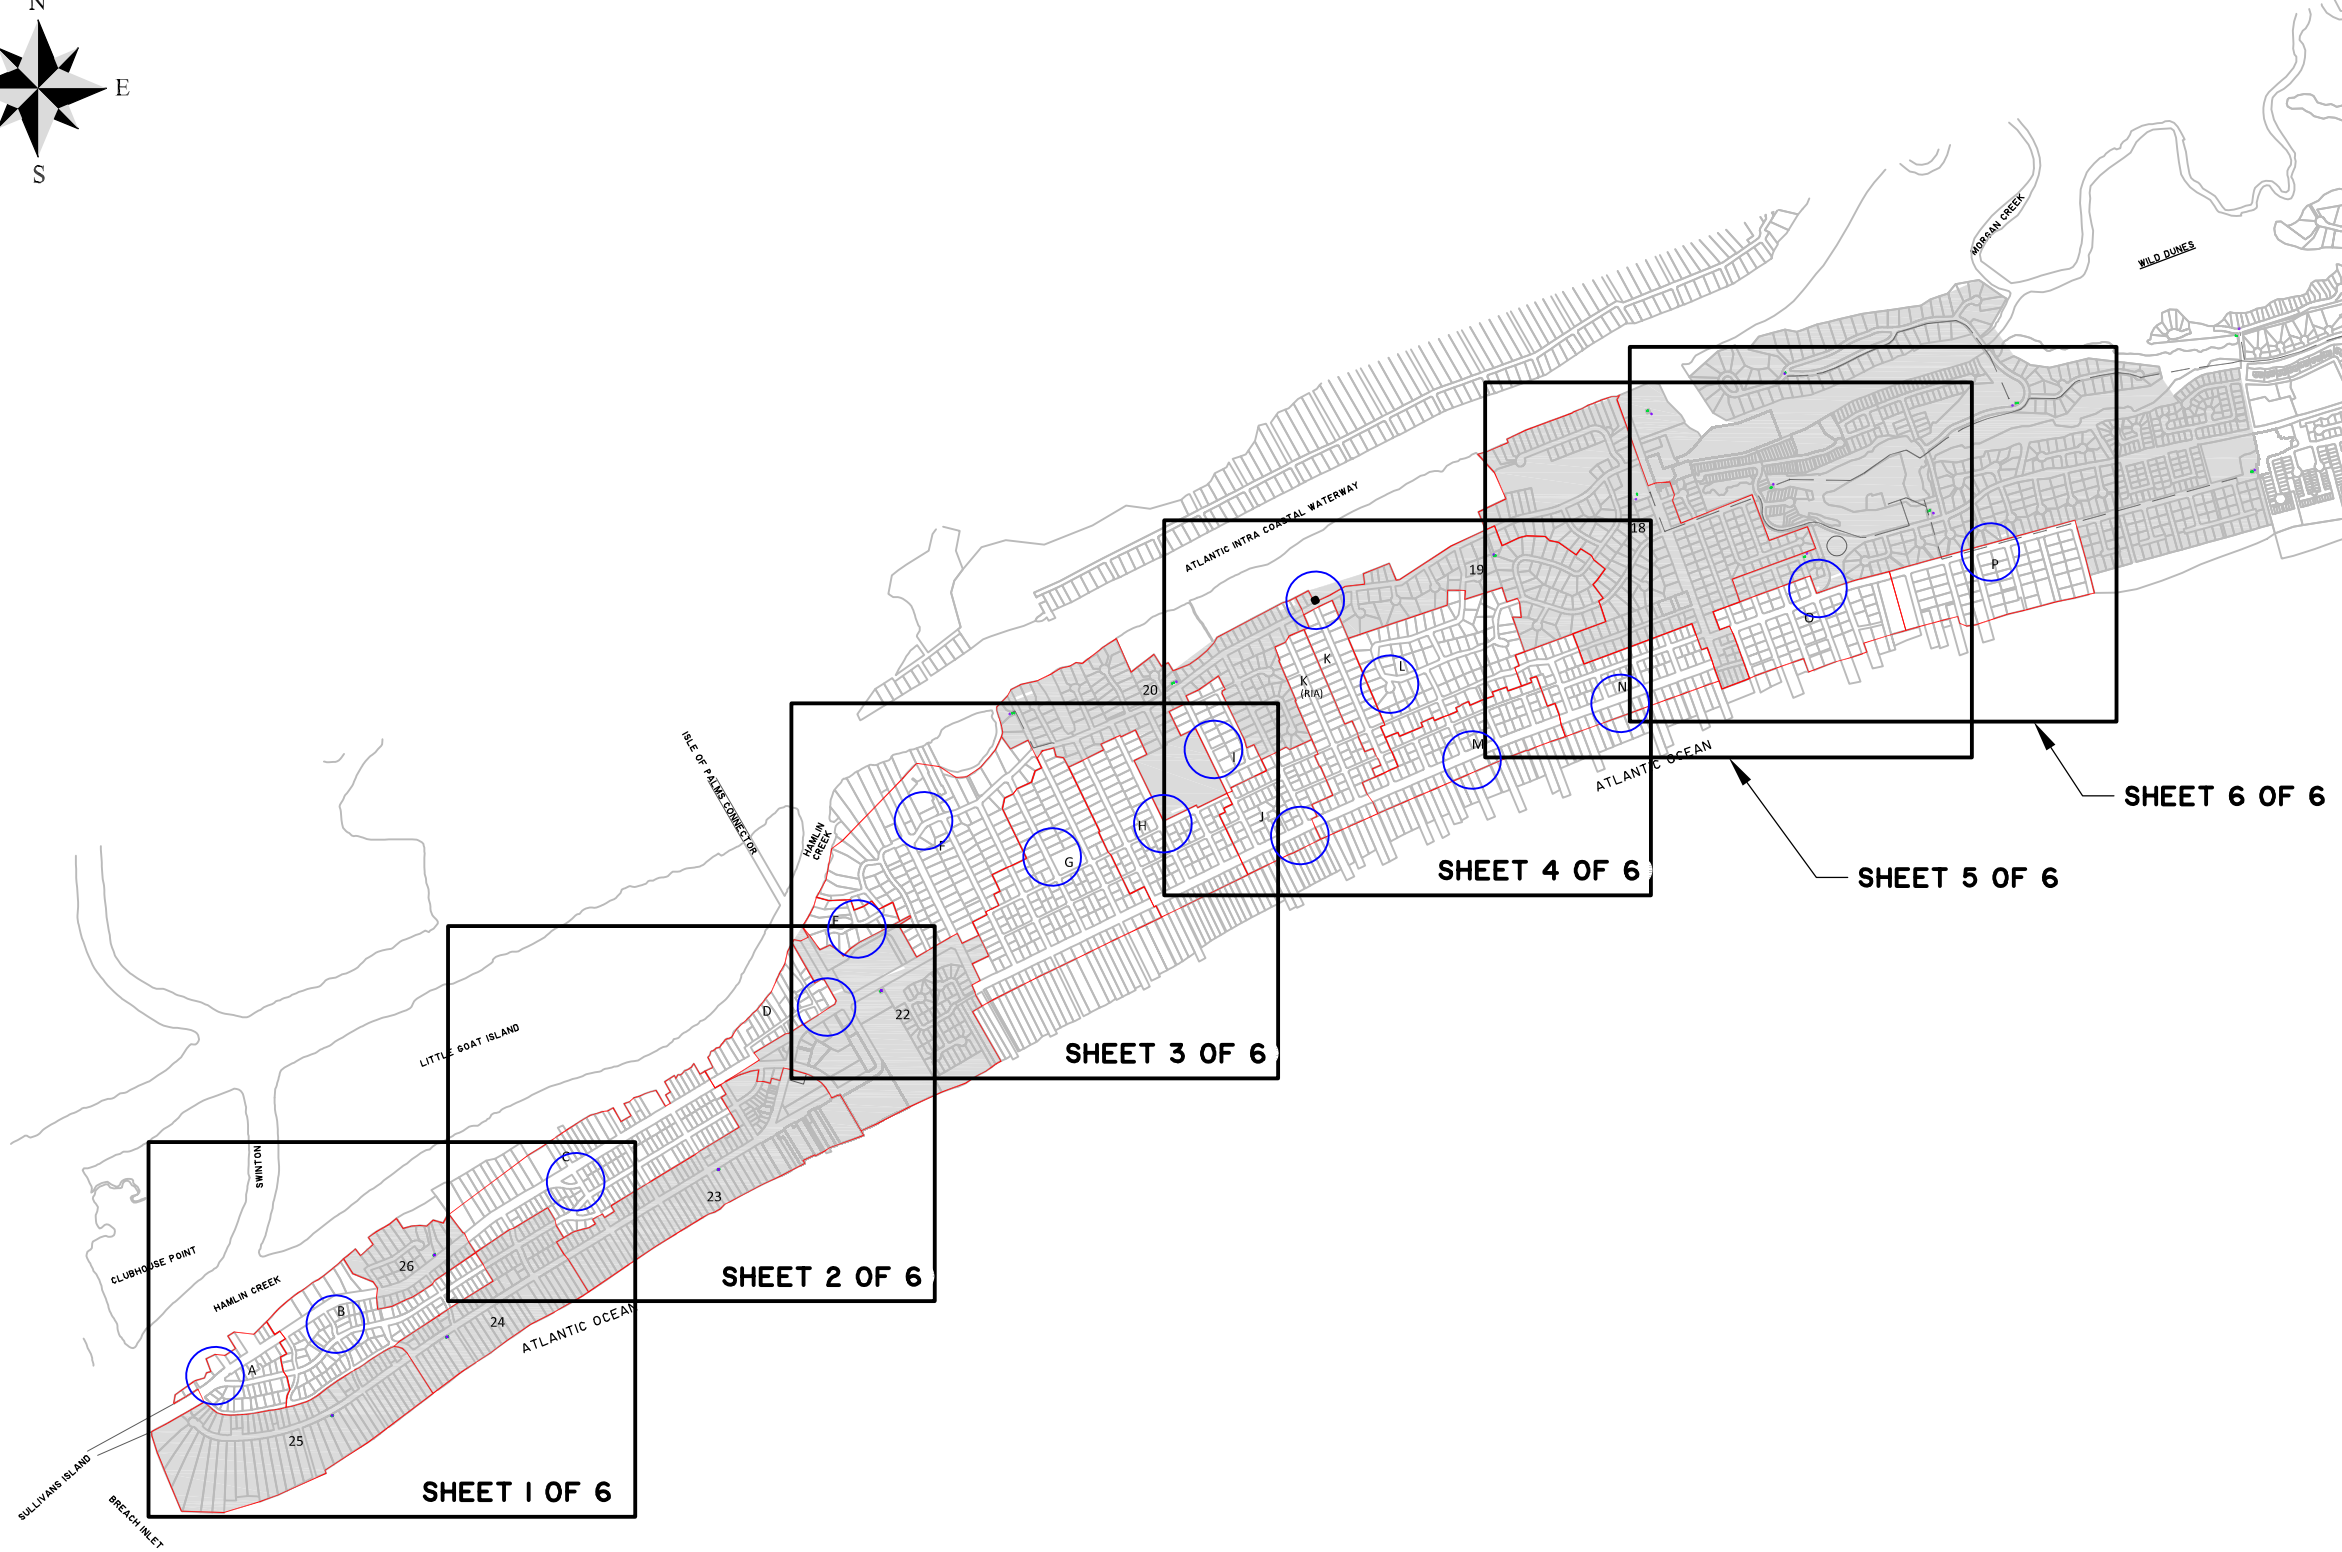 N
E
S
MORGAN CREEK
WILD DUNES
ATLANTIC INTRA COASTAL WATERWAY
18
19
P
O
K
L
K
(RIA)
N
20
ISLE OF PALMS CONNECTOR
M
I
ATLANTIC OCEAN
SHEET 6 OF 6
HAMLIN
CREEK
J
H
F
G
SHEET 4 OF 6
SHEET 5 OF 6
E
D
22
LITTLE GOAT ISLAND
SHEET 3 OF 6
C
SWINTON
23
CLUBHOUSE POINT
26
SHEET 2 OF 6
HAMLIN CREEK
B
24
ATLANTIC OCEAN
A
25
SHEET 1 OF 6
SULLIVANS ISLAND
BREACH INLET